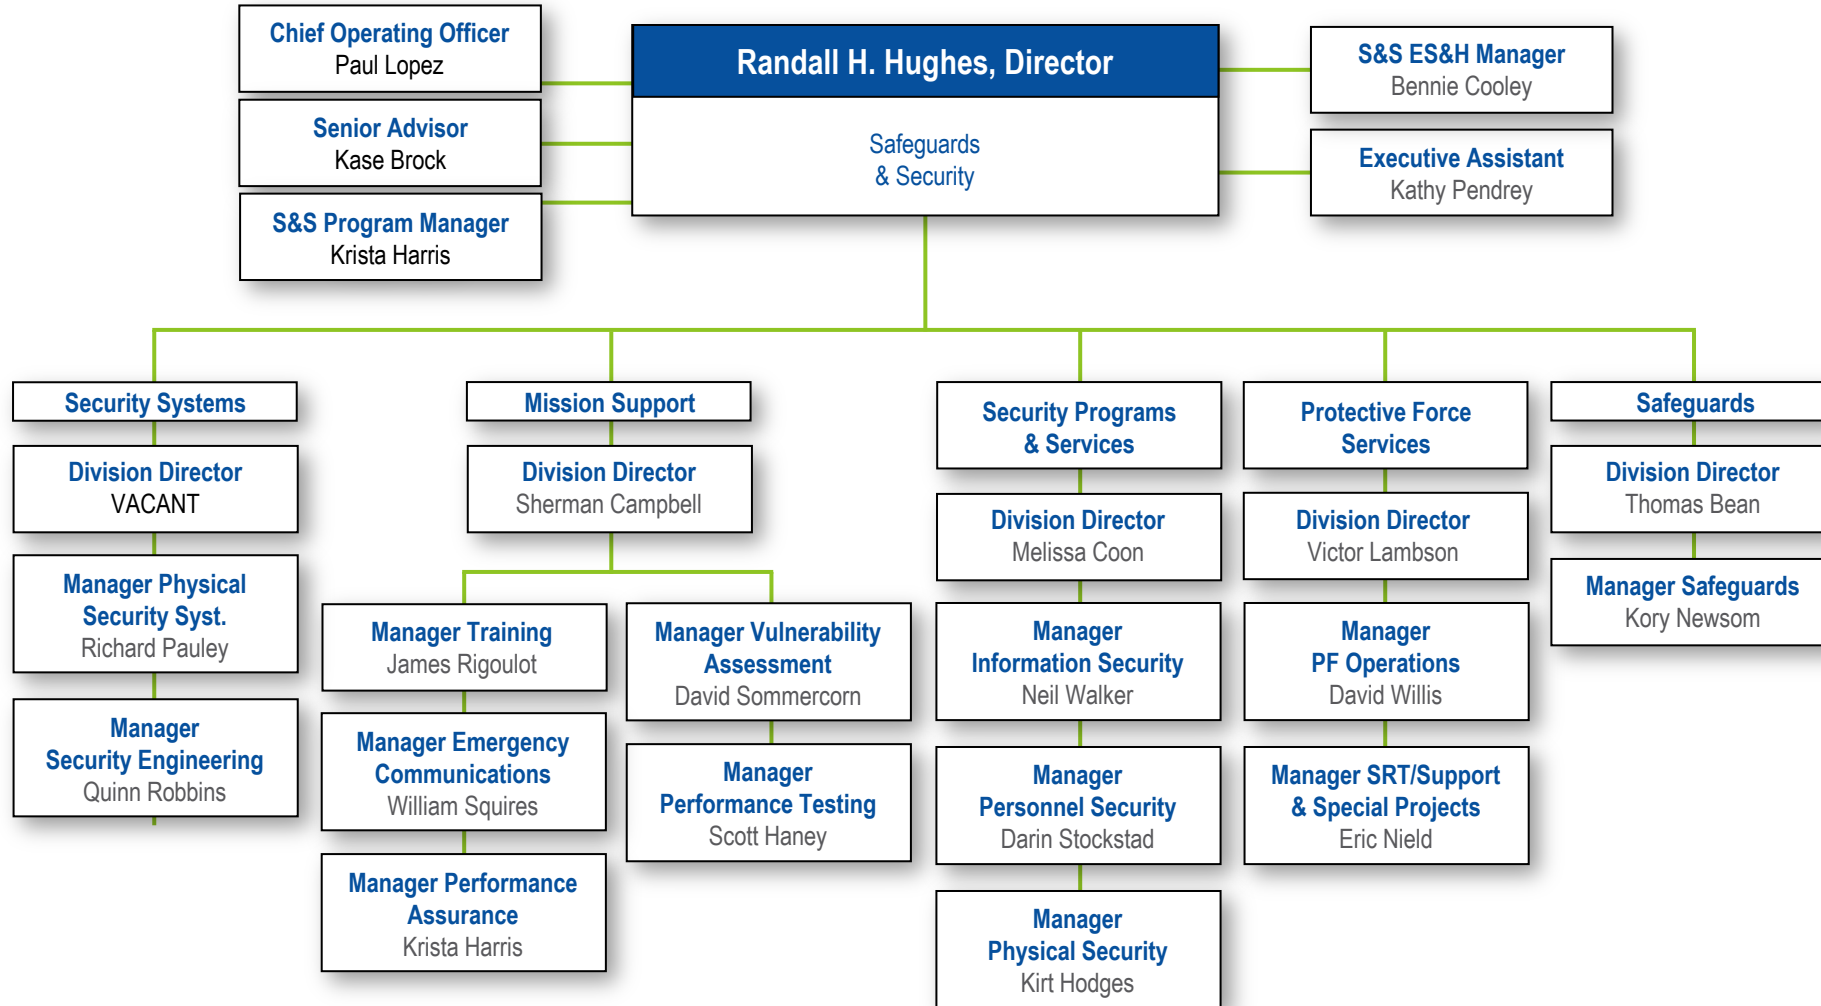 Chief Operating Officer
Paul Lopez
Senior Advisor
Kase Brock
S&S Program Manager
Krista Harris
Randall H. Hughes, Director
Safeguards
& Security
S&S ES&H Manager
Bennie Cooley
Executive Assistant
Kathy Pendrey
Security Systems
Division Director
VACANT
Manager Physical
Security Syst.
Richard Pauley
Manager
Security Engineering
Quinn Robbins
Mission Support
Division Director
Sherman Campbell
Manager Training
James Rigoulot
Manager Emergency
Communications
William Squires
Manager Performance
Assurance
Krista Harris
Manager Vulnerability
Assessment
David Sommercorn
Manager
Performance Testing
Scott Haney
Security Programs
& Services
Division Director
Melissa Coon
Manager
Information Security
Neil Walker
Manager
Personnel Security
Darin Stockstad
Manager
Physical Security
Kirt Hodges
Protective Force
Services
Division Director
Victor Lambson
Manager
PF Operations
David Willis
Manager SRT/Support
& Special Projects
Eric Nield
Safeguards
Division Director
Thomas Bean
Manager Safeguards
Kory Newsom